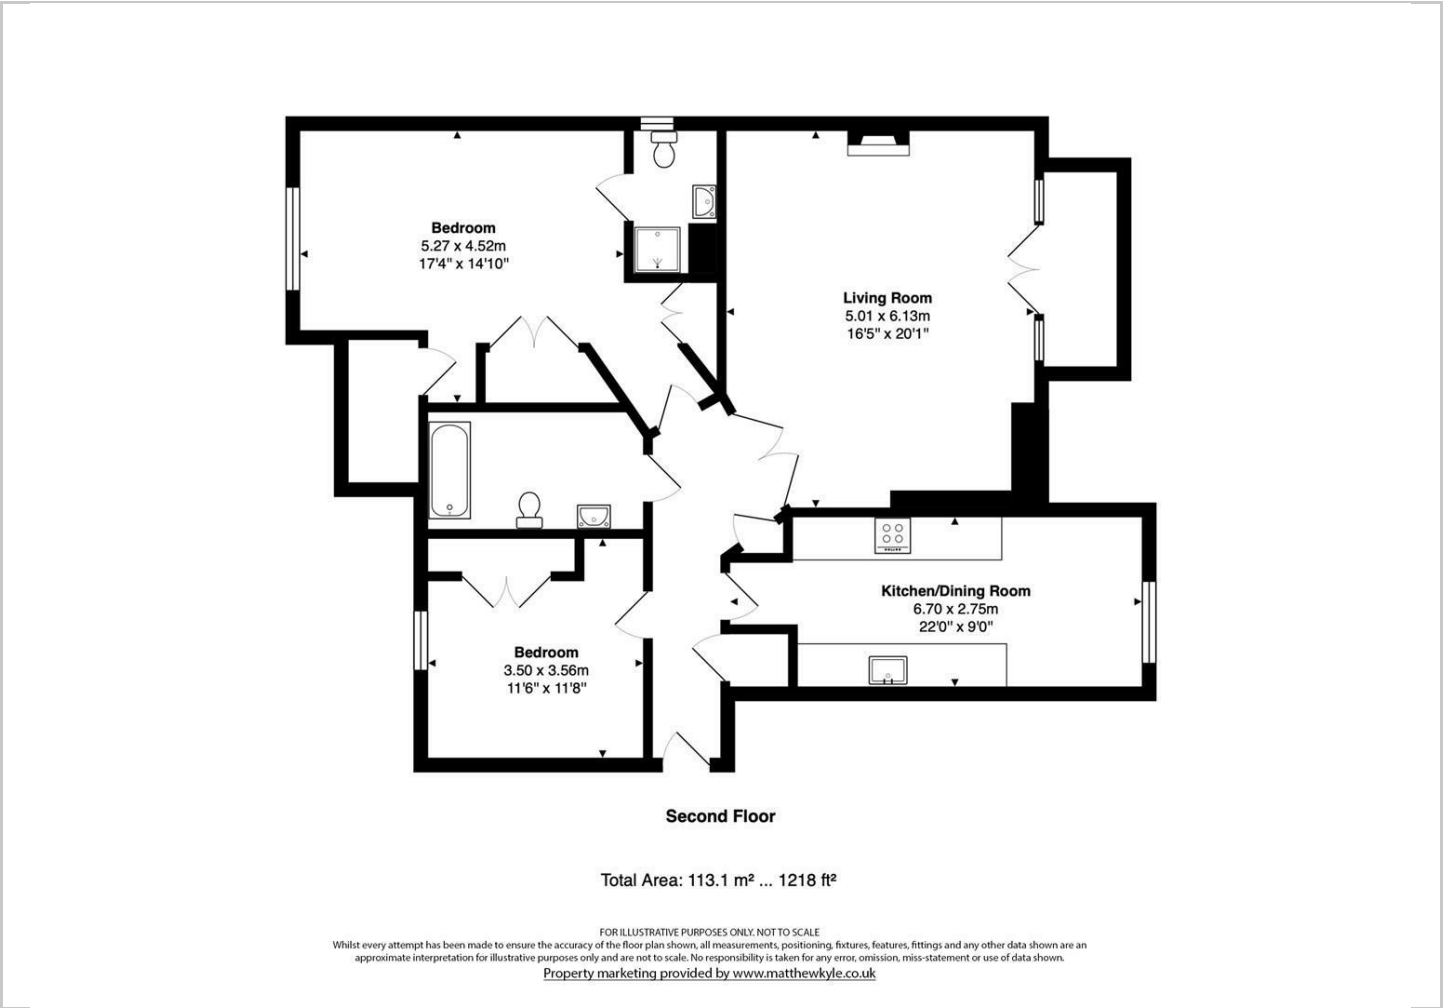 Bedroom
5.27 x 4.52m
17'4" x 14'10"
Living Room
5.01 x 6.13m
16'5" x 20'1"
Kitchen/Dining Room
6.70 x 2.75m
22'0" x 9'0"
Bedroom
3.50 x 3.56m
11'6" x 11'8"
Second Floor
Total Area: 113.1 m² ... 1218 ft²
FOR ILLUSTRATIVE PURPOSES ONLY. NOT TO SCALE
Whilst every attempt has been made to ensure the accuracy of the floor plan shown, all measurements, positioning, fixtures, features, fittings and any other data shown are an
approximate interpretation for illustrative purposes only and are not to scale. No responsibility is taken for any error, omission, miss-statement or use of data shown.
Property marketing provided by www.matthewkyle.co.uk